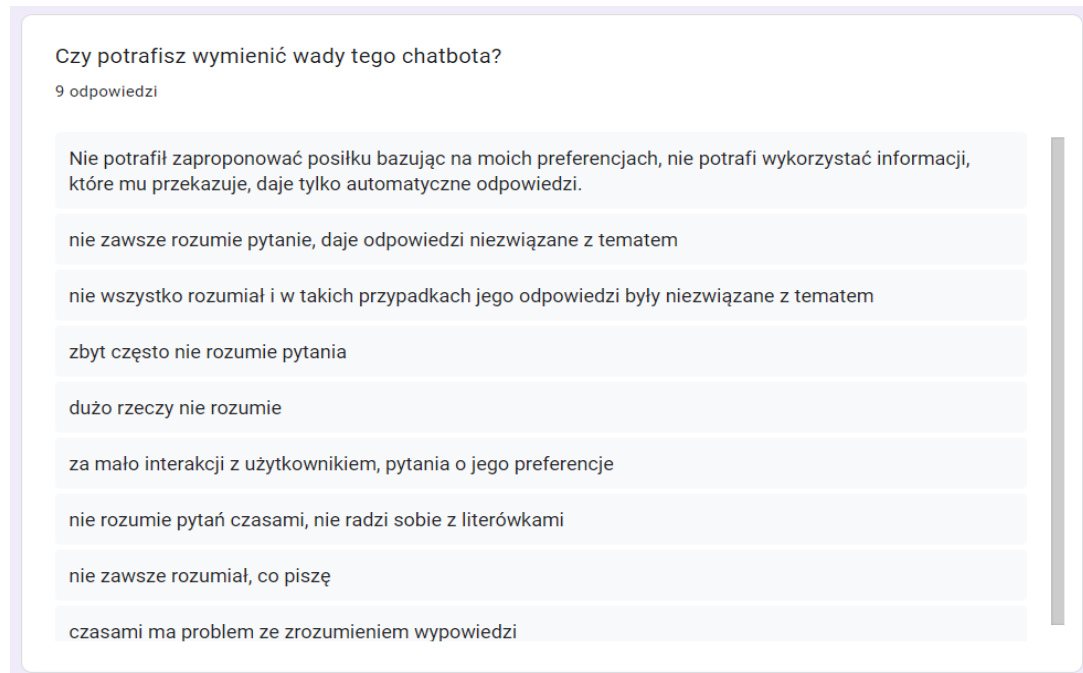 Czy potrafisz wymienić wady tego chatbota?
9 odpowiedzi
Nie potrafił zaproponować posiłku bazując na moich preferencjach, nie potrafi wykorzystać informacji,
które mu przekazuje, daje tylko automatyczne odpowiedzi.
nie zawsze rozumie pytanie, daje odpowiedzi niezwiązane z tematem
nie wszystko rozumiał i w takich przypadkach jego odpowiedzi były niezwiązane z tematem
zbyt często nie rozumie pytania
dużo rzeczy nie rozumie
za mało interakcji z użytkownikiem, pytania o jego preferencje
nie rozumie pytań czasami, nie radzi sobie z literówkami
nie zawsze rozumiał, co piszę
czasami ma problem ze zrozumieniem wypowiedzi